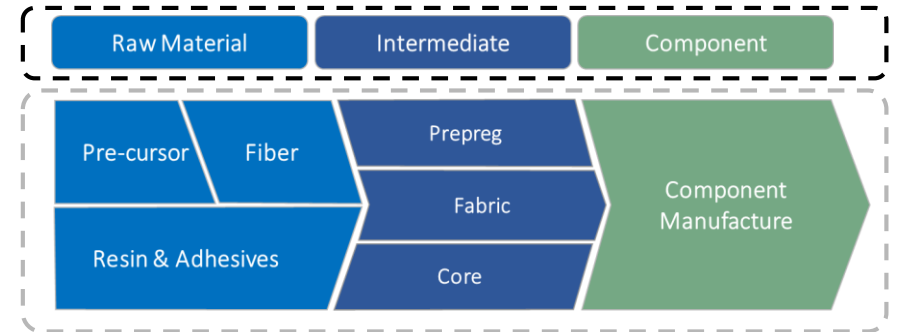 Raw Material
Intermediate
Component
Pre-cursor
Fiber
Resin & Adhesives
Prepreg
Fabric
Core
Component
Manufacture